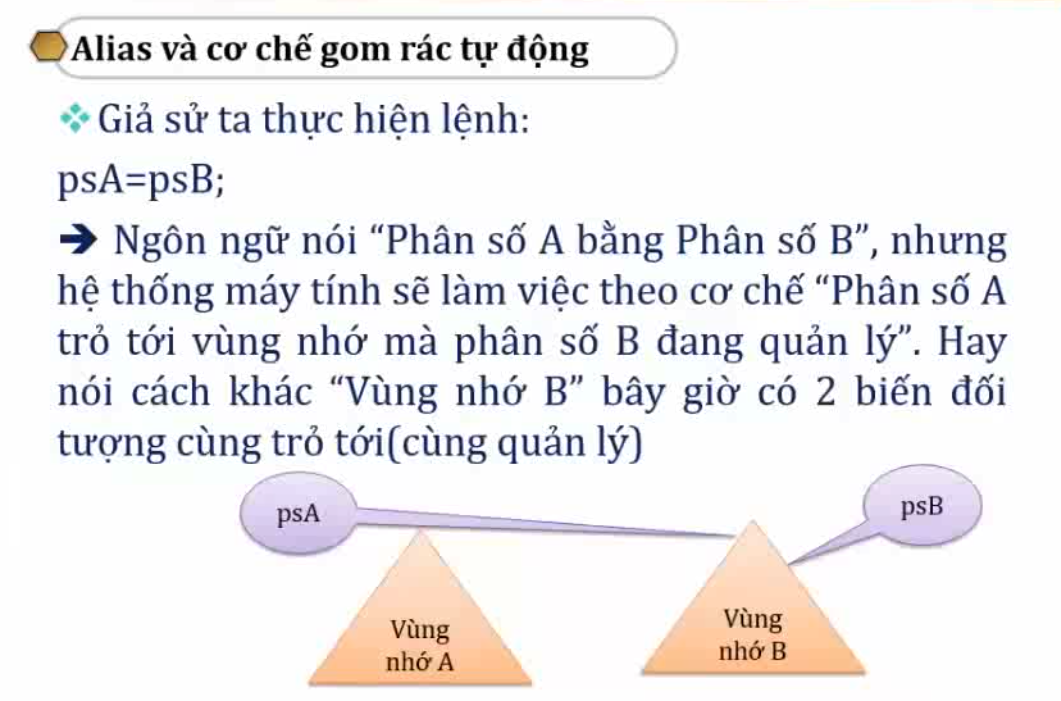 Alias và cơ chế gom rác tự động
Giả sử ta thực hiện lệnh:
psA=psB;
Ngôn ngữ nói “Phân số A bằng Phân số B”, nhưng
hệ thống máy tính sẽ làm việc theo cơ chế “Phân số A
trỏ tới vùng nhớ mà phân số B đang quản lý”. Hay
nói cách khác “Vùng nhớ B” bây giờ có 2 biến đối
tượng cùng trỏ tới(cùng quản lý)
psA
psB
Vùng
nhớ A
Vùng
nhớ B